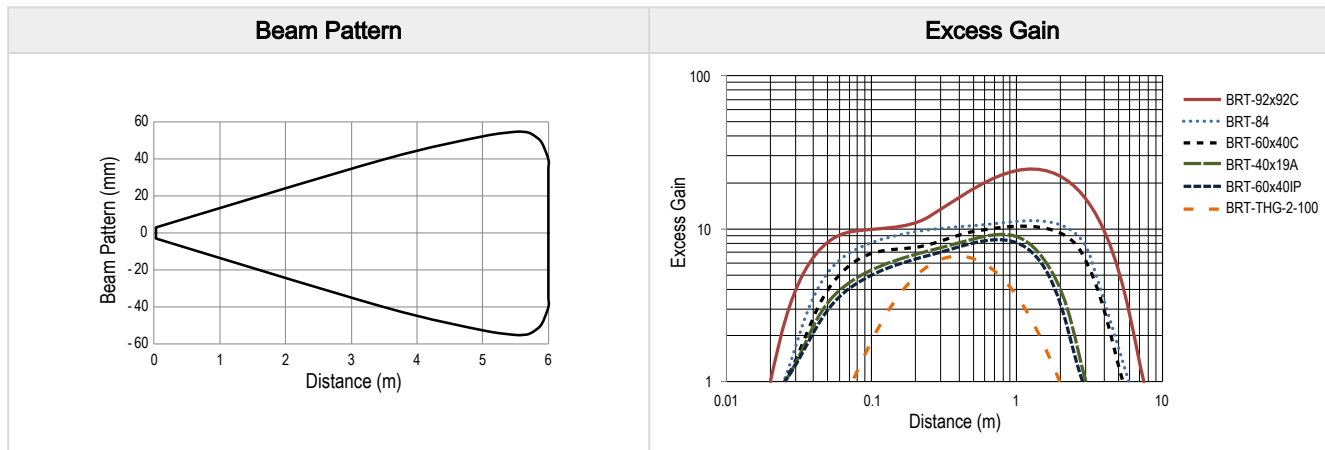 Beam Pattern
Excess Gain
60
40
20
0
-20
-40
-60
Beam Pattern (mm)
0 1 2 3 4 5 6
Distance (m)
100
10
1
Excess Gain
0.01 0.1 1 10
Distance (m)
BRT-92x92C
BRT-84
BRT-60x40C
BRT-40x19A
BRT-60x40IP
BRT-THG-2-100